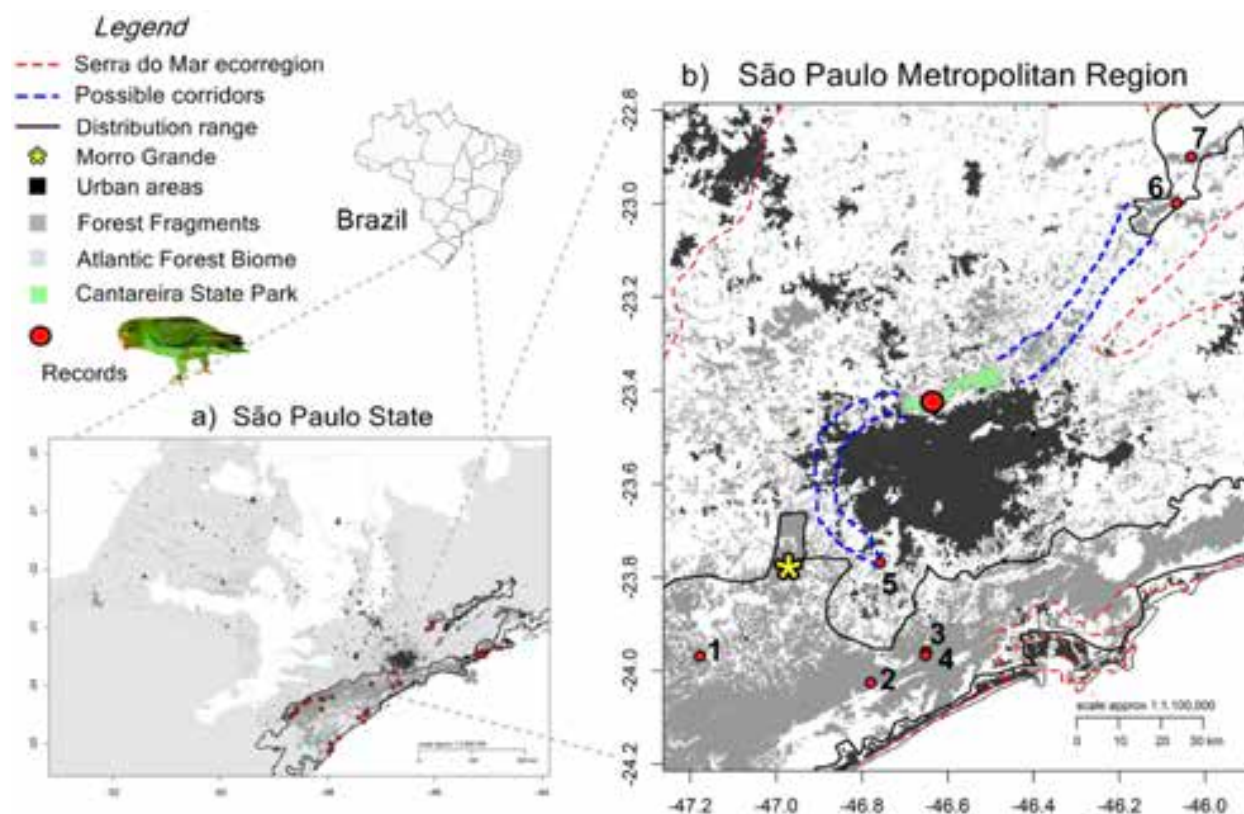 Legend
Serra do Mar ecorregion
Possible corridors
Distribution range
Morro Grande
Urban areas
Forest Fragments
Atlantic Forest Biome
Cantareira State Park
Records
Brazil
a) São Paulo State
b) São Paulo Metropolitan Region
-22.8
-23.0
-23.2
-23.4
-23.6
-23.8
-24.0
-24.2
7
6
5
3
4
1
2
scale approx 1:1,100,000
0 10 20 30 km
-47.2 -47.0 -46.8 -46.6 -46.4 -46.2 -46.0